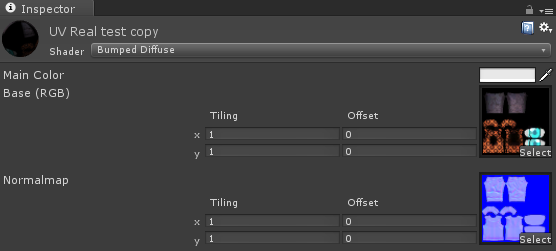 Inspector
UV Real test copy
Shader Bumped Diffuse
Main Color
Base (RGB)
Tiling Offset
x 1 0
y 1 0
Select
Normalmap
Tiling Offset
x 1 0
y 1 0
Select